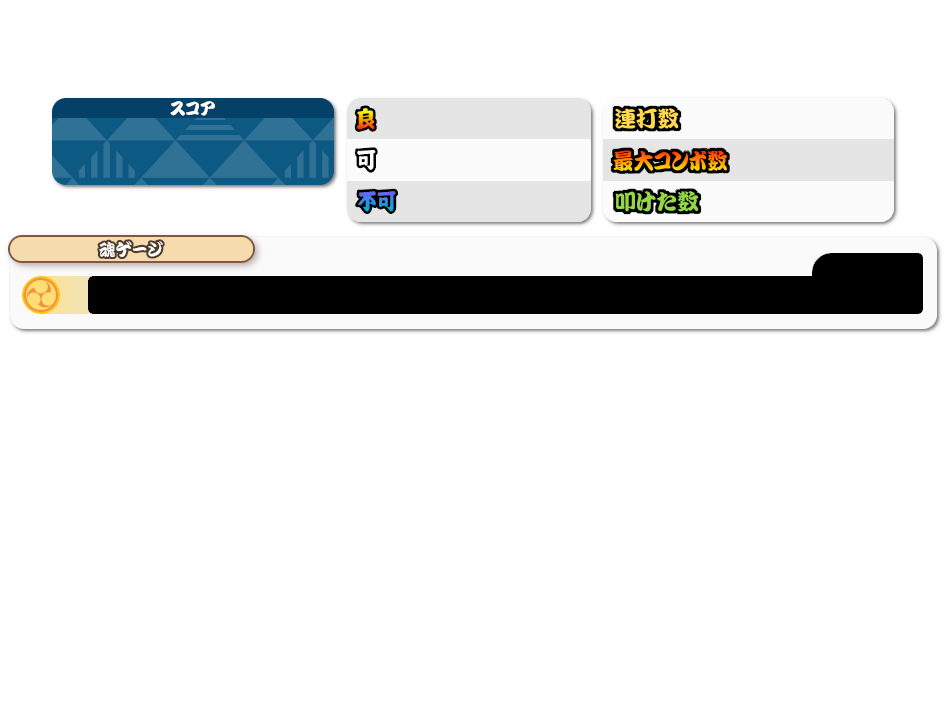 スコア
良
可
不可
連打数
最大コンボ数
叩けた数
魂ゲージ